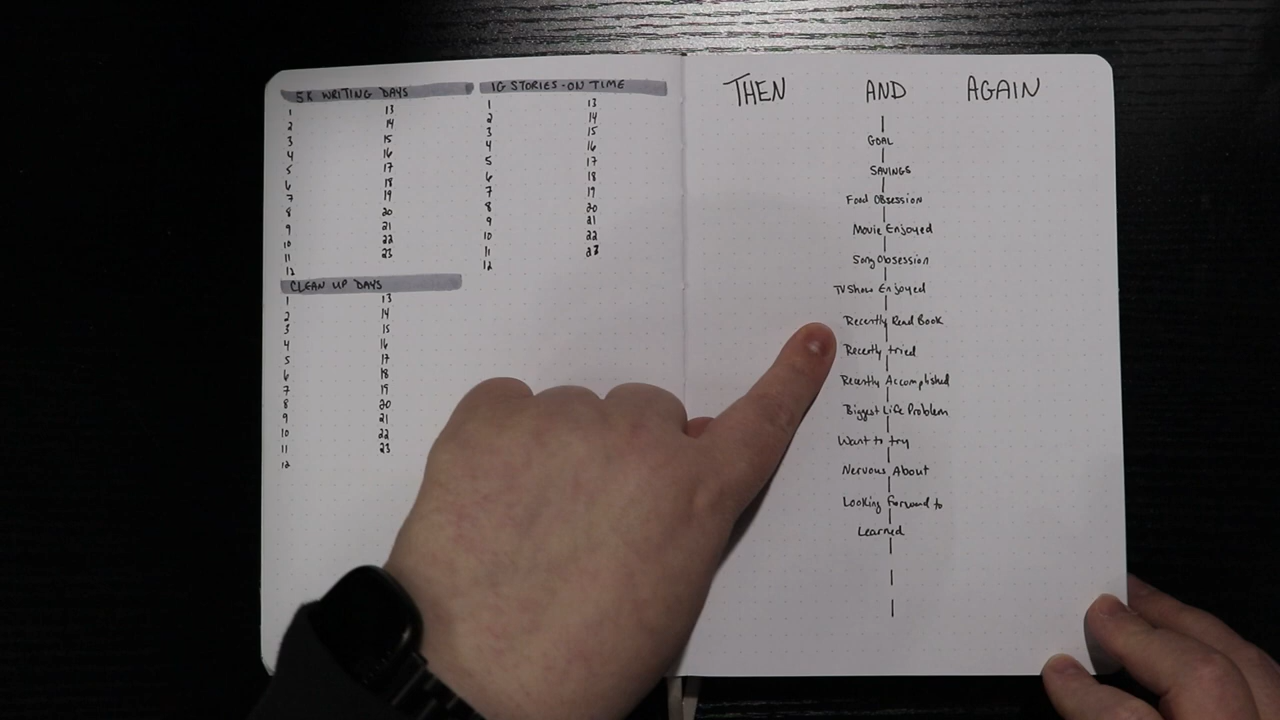 5K WRITING DAYS
1 13
2 14
3 15
4 16
5 17
6 18
7 19
8 20
9 21
10 22
11 23
12
IG STORIES - ON TIME
1 13
2 14
3 15
4 16
5 17
6 18
7 19
8 20
9 21
10 22
11 23
12
CLEAN UP DAYS
1 13
2 14
3 15
4 16
5 17
6 18
7 19
8 20
9 21
10 22
11 23
12
THEN AND AGAIN
GOAL
SAVINGS
Food Obsession
Movie Enjoyed
Song Obsession
TV Show Enjoyed
Recently Read Book
Recently tried
Recently Accomplished
Biggest Life Problem
Want to try
Nervous About
Looking forward to
Learned